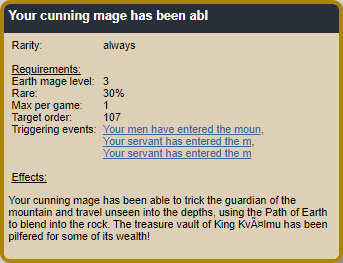 Your cunning mage has been abl
Rarity: always
Requirements:
Earth mage level: 3
Rare: 30%
Max per game: 1
Target order: 107
Triggering events: Your men have entered the moun,
Your servant has entered the m,
Your servant has entered the m
Effects:
Your cunning mage has been able to trick the guardian of the
mountain and travel unseen into the depths, using the Path of Earth
to blend into the rock. The treasure vault of King KvÃ¤lmu has been
pilfered for some of its wealth!